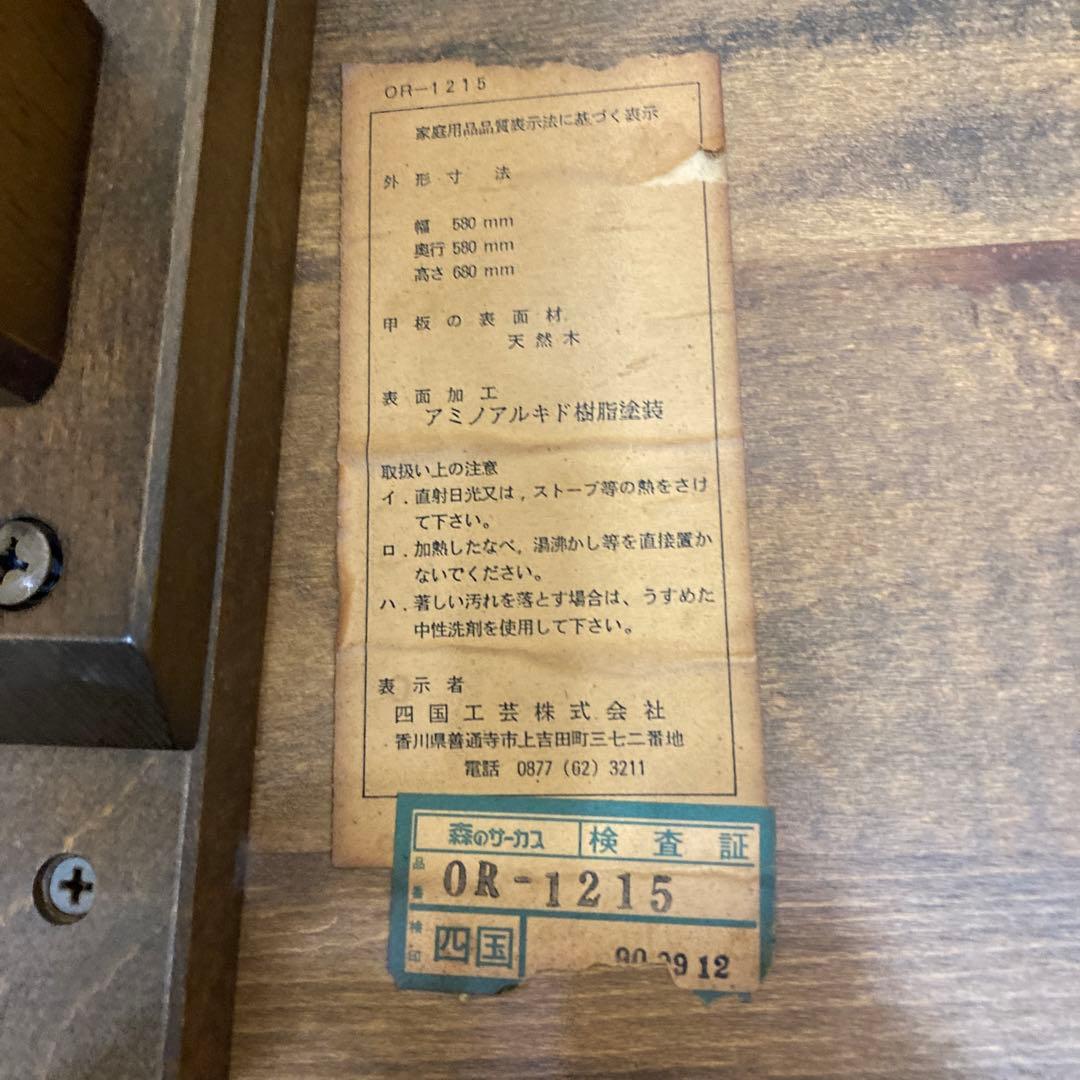 OR-1215
家庭用品品質表示法に基づく表示
外形寸法
幅 580 mm
奥行 580 mm
高さ 680 mm
甲板の表面材
天然木
表面加工
アミノアルキド樹脂塗装
取扱い上の注意
イ.直射日光又は,ストーブ等の熱をさけ
て下さい。
ロ.加熱したなべ,湯沸かし等を直接置か
ないでください。
ハ.著しい汚れを落とす場合は、うすめた
中性洗剤を使用して下さい。
表示者
四国工芸株式会社
香川県善通寺市上吉田町三七二番地
電話 0877 (62) 3211
森のサーカス 検査証
品番 OR-1215
検印 四国 90 09 12